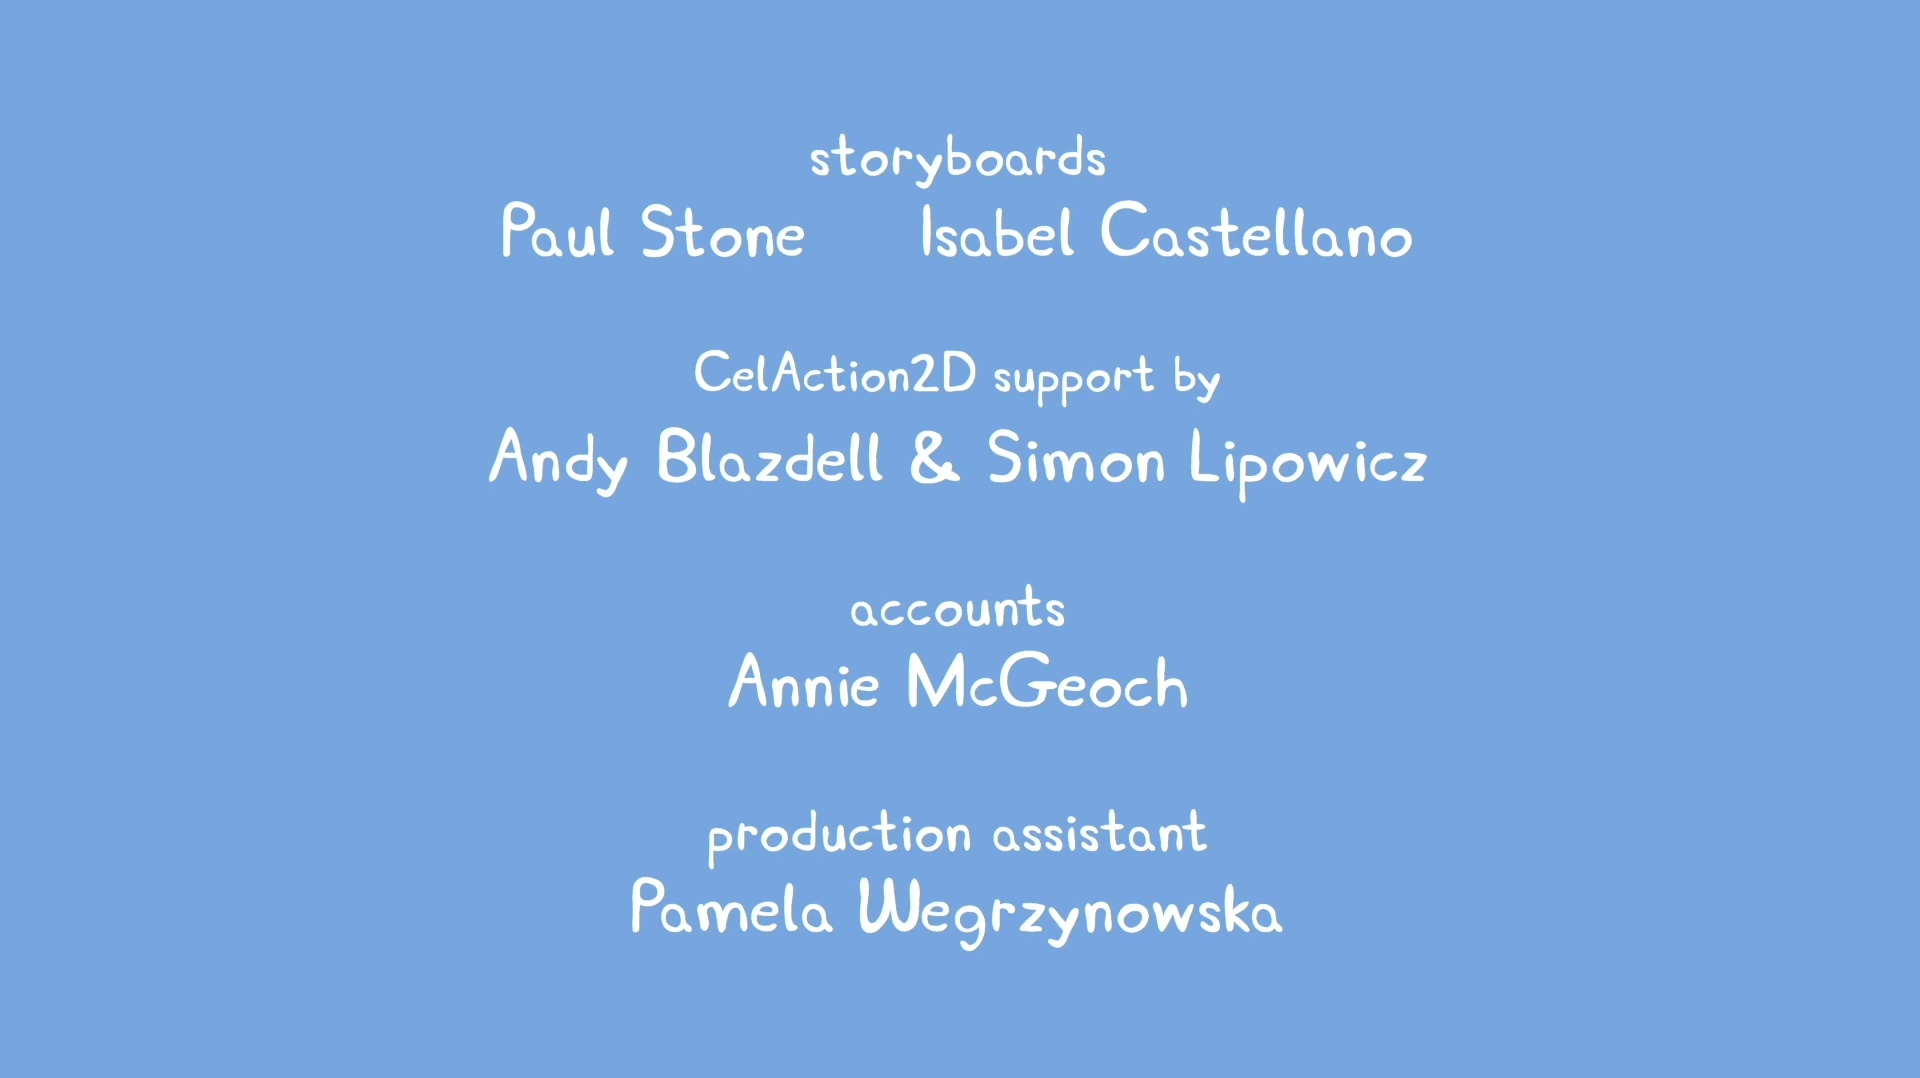 storyboards
Paul Stone Isabel Castellano
CelAction2D support by
Andy Blazdell & Simon Lipowicz
accounts
Annie McGeoch
production assistant
Pamela Wegrzynowska